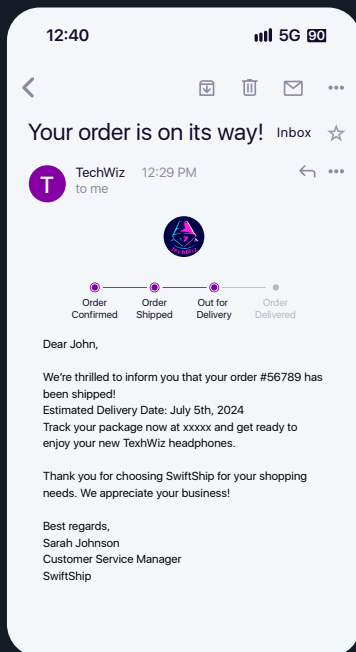 12:40 5G 90
Your order is on its way! Inbox
T TechWiz 12:29 PM
to me
TechWiz
Order Confirmed
Order Shipped
Out for Delivery
Order Delivered
Dear John,
We're thrilled to inform you that your order #56789 has
been shipped!
Estimated Delivery Date: July 5th, 2024
Track your package now at xxxxx and get ready to
enjoy your new TexhWiz headphones.
Thank you for choosing SwiftShip for your shopping
needs. We appreciate your business!
Best regards,
Sarah Johnson
Customer Service Manager
SwiftShip